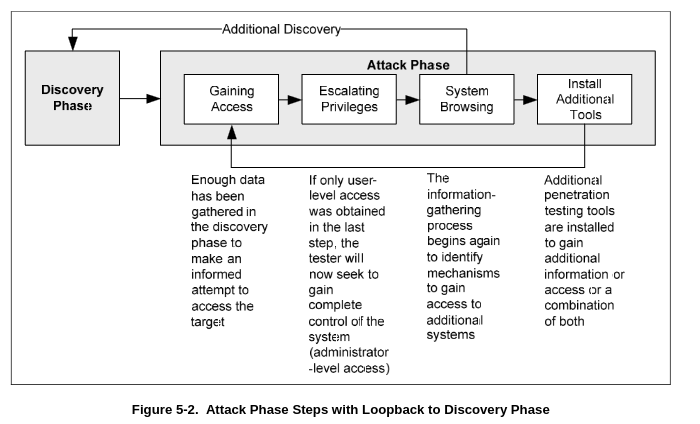 Additional Discovery
Attack Phase
Discovery
Phase
Gaining
Access
Escalating
Privileges
System
Browsing
Install
Additional
Tools
Enough data
has been
gathered in
the discovery
phase to
make an
informed
attempt to
access the
target
If only user-
level access
was obtained
in the last
step, the
tester will
now seek to
gain
complete
control of the
system
(administrator
-level access)
The
information-
gathering
process
begins again
to identify
mechanisms
to gain
access to
additional
systems
Additional
penetration
testing tools
are installed
to gain
additional
information or
access or a
combination
of both
Figure 5-2. Attack Phase Steps with Loopback to Discovery Phase